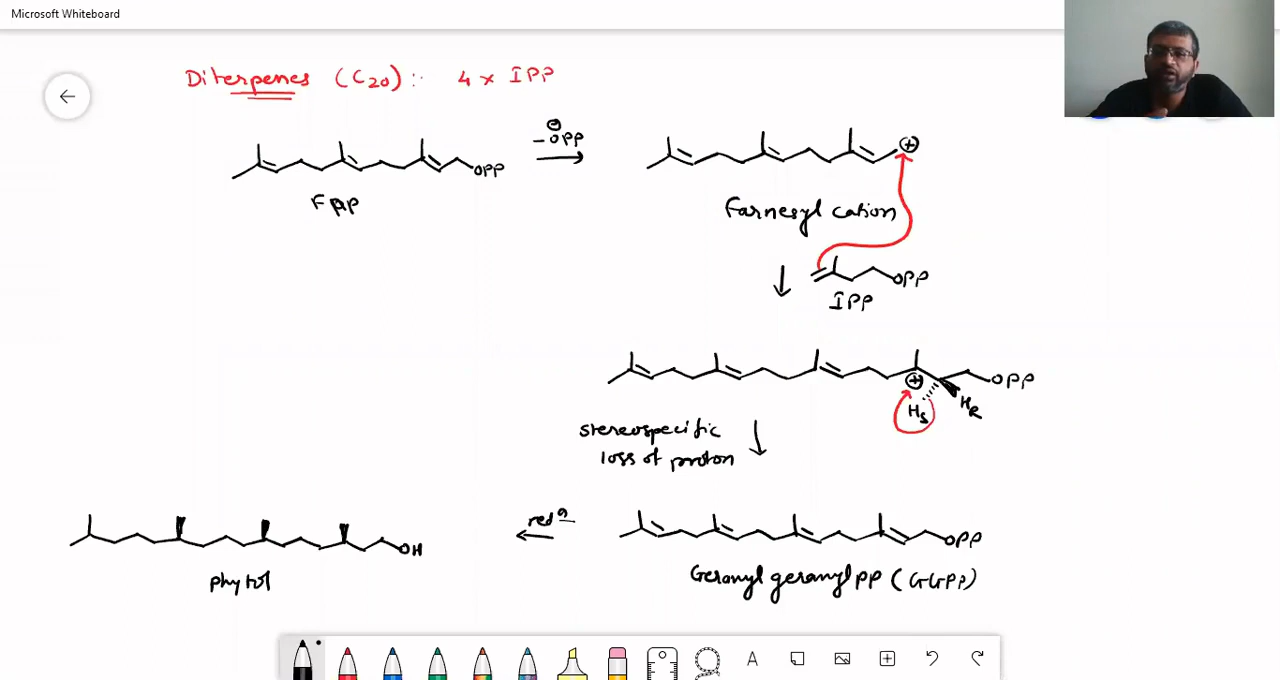 Microsoft Whiteboard
Diterpenes (C20): 4 x IPP
-OPP
OPP
FPP
Farnesyl cation
OPP
IPP
OPP
HS
HR
stereospecific
loss of proton
redn
OPP
OH
Phytol
Geranyl geranyl PP (GGPP)
A